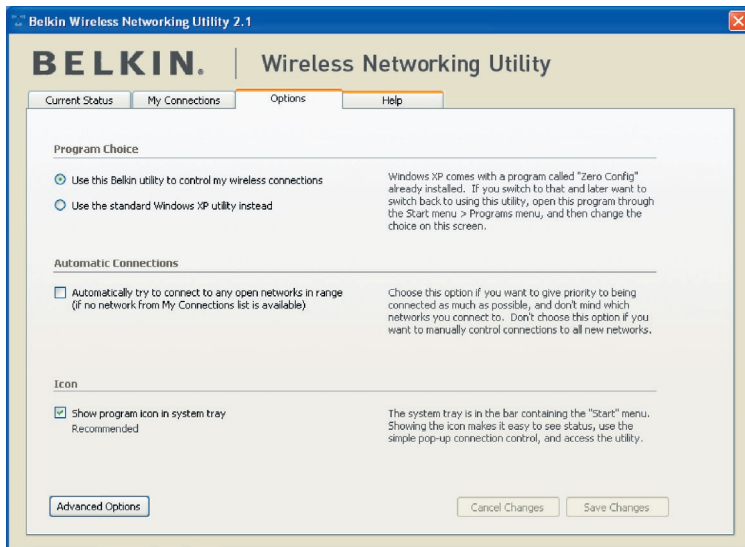 Belkin Wireless Networking Utility 2.1
BELKIN. | Wireless Networking Utility
Current Status
My Connections
Options
Help
Program Choice
Use this Belkin utility to control my wireless connections
Use the standard Windows XP utility instead
Windows XP comes with a program called "Zero Config"
already installed. If you switch to that and later want to
switch back to using this utility, open this program through
the Start menu > Programs menu, and then change the
choice on this screen.
Automatic Connections
Automatically try to connect to any open networks in range
(if no network from My Connections list is available)
Choose this option if you want to give priority to being
connected as much as possible, and don't mind which
networks you connect to. Don't choose this option if you
want to manually control connections to all new networks.
Icon
Show program icon in system tray
Recommended
The system tray is in the bar containing the "Start" menu.
Showing the icon makes it easy to see status, use the
simple pop-up connection control, and access the utility.
Advanced Options
Cancel Changes
Save Changes